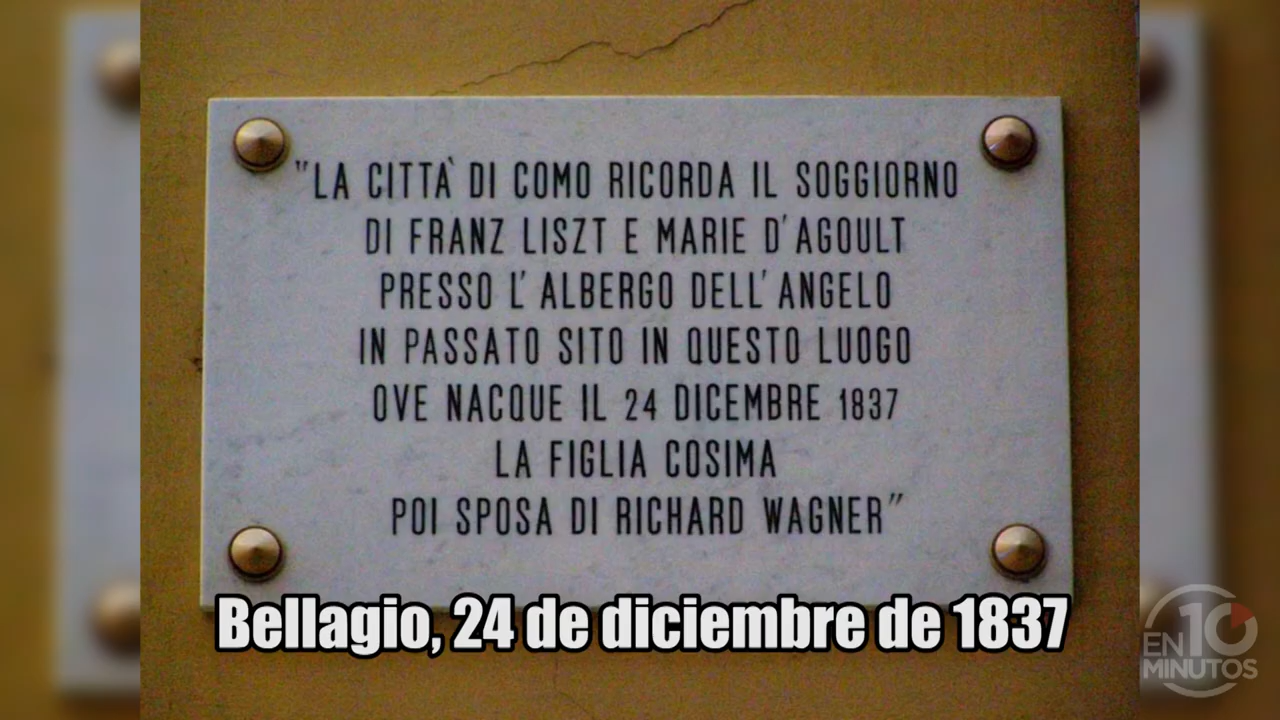 "LA CITTA` DI COMO RICORDA IL SOGGIORNO
DI FRANZ LISZT E MARIE D'AGOULT
PRESSO L'ALBERGO DELL'ANGELO
IN PASSATO SITO IN QUESTO LUOGO
OVE NACQUE IL 24 DICEMBRE 1837
LA FIGLIA COSIMA
POI SPOSA DI RICHARD WAGNER"
Bellagio, 24 de diciembre de 1837
EN 10
MINUTOS